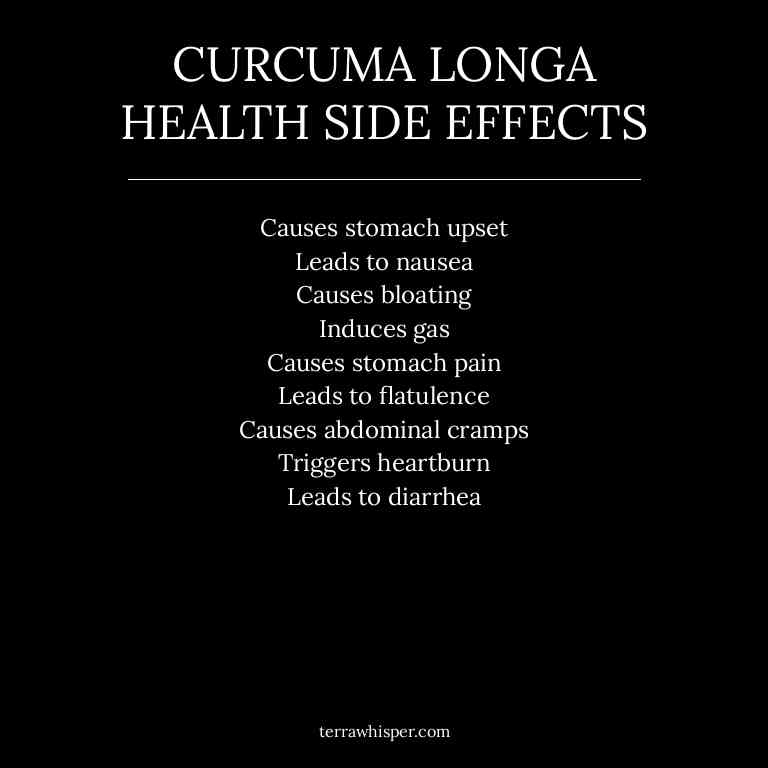 CURCUMA LONGA
HEALTH SIDE EFFECTS
Causes stomach upset
Leads to nausea
Causes bloating
Induces gas
Causes stomach pain
Leads to flatulence
Causes abdominal cramps
Triggers heartburn
Leads to diarrhea
terrawhisper.com